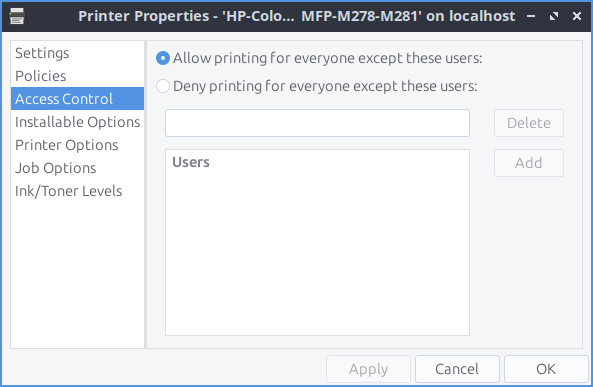 Printer Properties - 'HP-Colo... MFP-M278-M281' on localhost
Settings
Policies
Access Control
Installable Options
Printer Options
Job Options
Ink/Toner Levels
Allow printing for everyone except these users:
Deny printing for everyone except these users:
Delete
Users
Add
Apply
Cancel
OK